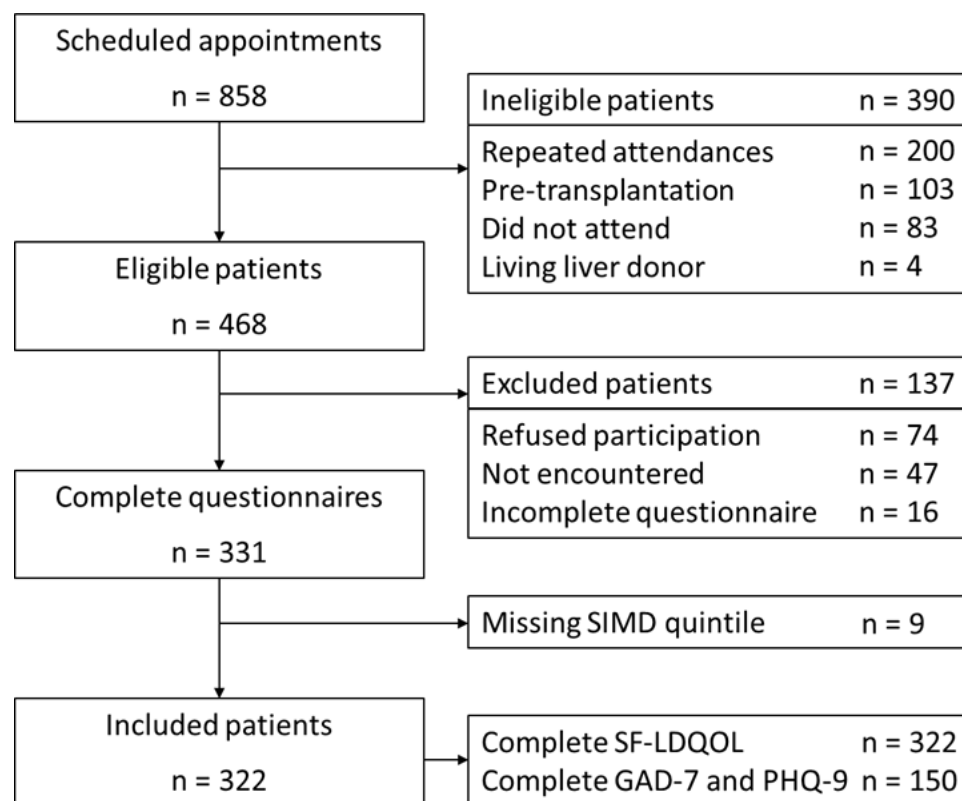 Scheduled appointments
n = 858
Ineligible patients n = 390
Repeated attendances n = 200
Pre-transplantation n = 103
Did not attend n = 83
Living liver donor n = 4
Eligible patients
n = 468
Excluded patients n = 137
Refused participation n = 74
Not encountered n = 47
Incomplete questionnaire n = 16
Complete questionnaires
n = 331
Missing SIMD quintile n = 9
Included patients
n = 322
Complete SF-LDQOL n = 322
Complete GAD-7 and PHQ-9 n = 150